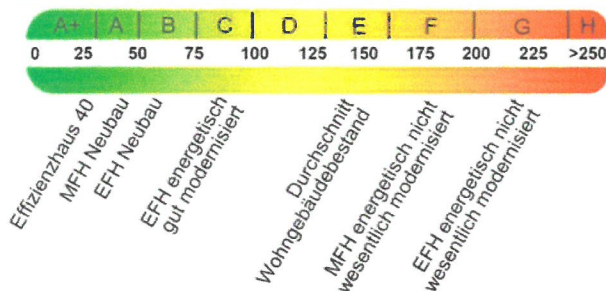 A+ A B C D E F G H
0 25 50 75 100 125 150 175 200 225 >250
Effizienzhaus 40
MFH Neubau
EFH Neubau
EFH energetisch
gut modernisiert
Durchschnitt
Wohngebäudebestand
MFH energetisch nicht
wesentlich modernisiert
EFH energetisch nicht
wesentlich modernisiert